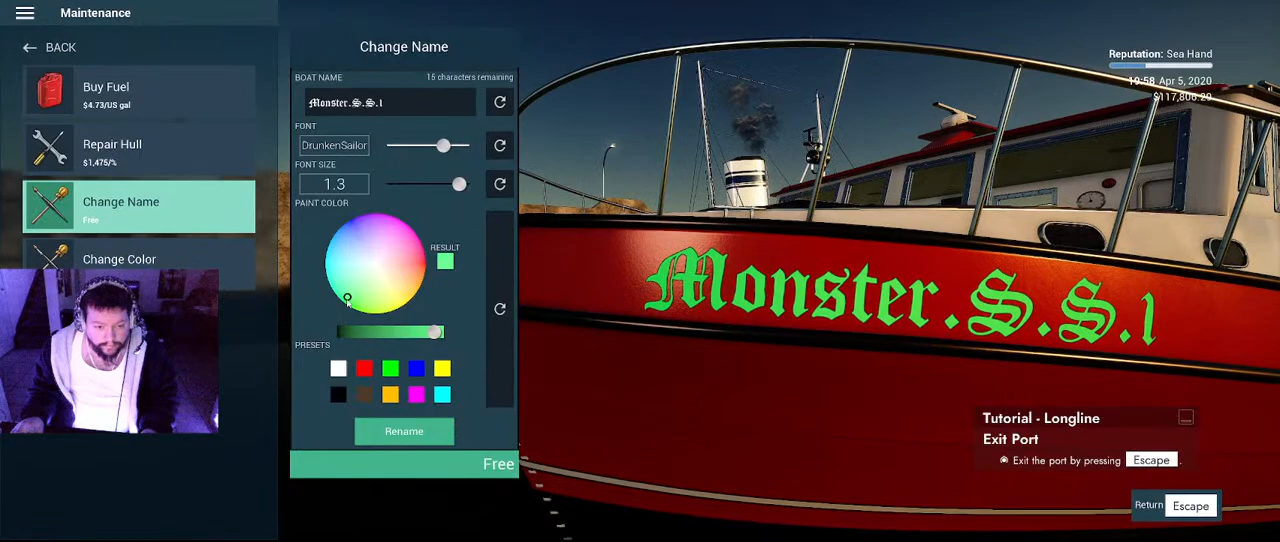 Maintenance
BACK
Buy Fuel
$4.73/US gal
Repair Hull
$1,475/%
Change Name
Free
Change Color
Change Name
BOAT NAME 15 characters remaining
Monster.S.S.1
FONT
DrunkenSailor
FONT SIZE
1.3
PAINT COLOR
RESULT
PRESETS
Rename
Free
Reputation: Sea Hand
19:58 Apr 5, 2020
Monster.S.S.1
Tutorial - Longline
Exit Port
Exit the port by pressing Escape .
Return Escape